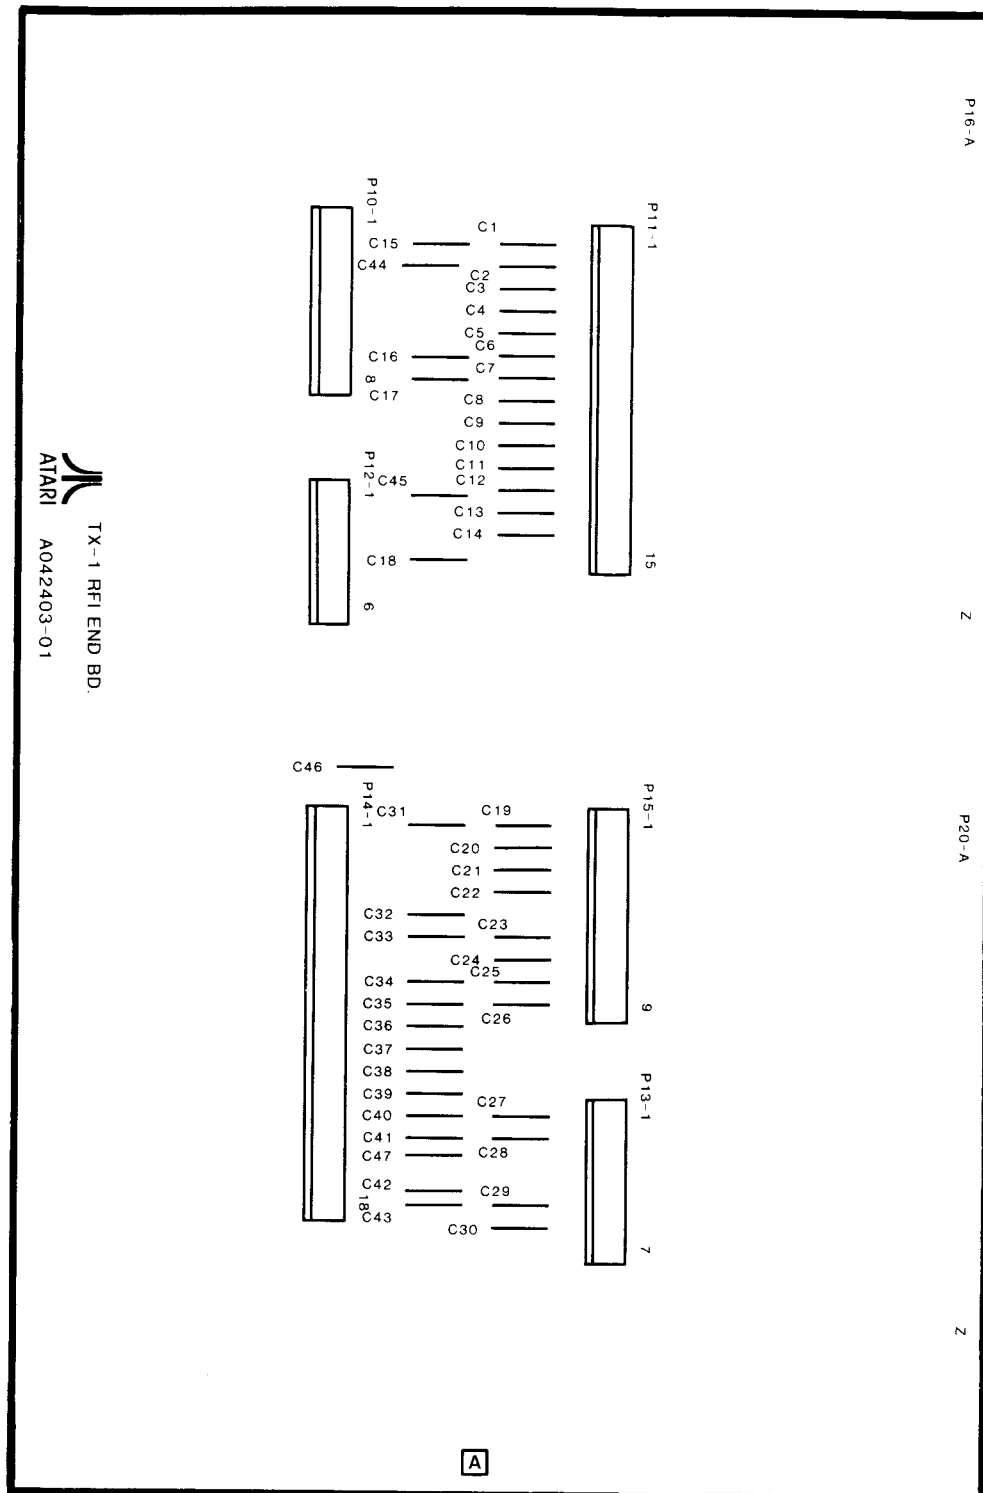 P16-A
P10-1
P11-1
C1
C15
C44
C2
C3
C4
C5
C6
C16
C7
8
C17
C8
C9
C10
P12-1
C11
C45
C12
C13
C14
15
C18
6
Z
ATARI
TX-1 RFI END BD.
A042403-01
C46
P14-1
C31
C19
P15-1
P20-A
C20
C21
C22
C32
C23
C33
C24
C25
C34
C35
9
C26
C36
C37
C38
P13-1
C39
C27
C40
C41
C28
C47
C42
C29
18
C43
C30
7
Z
A